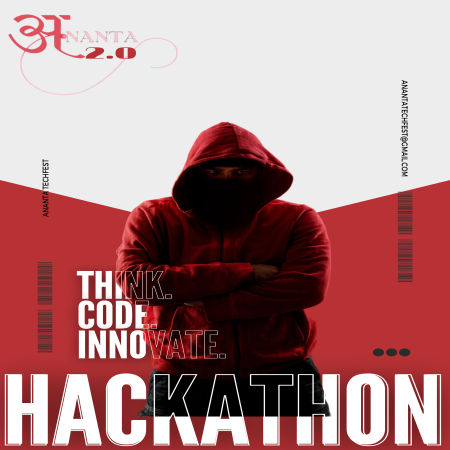 अNANTA
2.0
ANANTATECHFEST@GMAIL.COM
ANANTA TECHFEST
THINK.
CODE.
INNOVATE.
HACKATHON